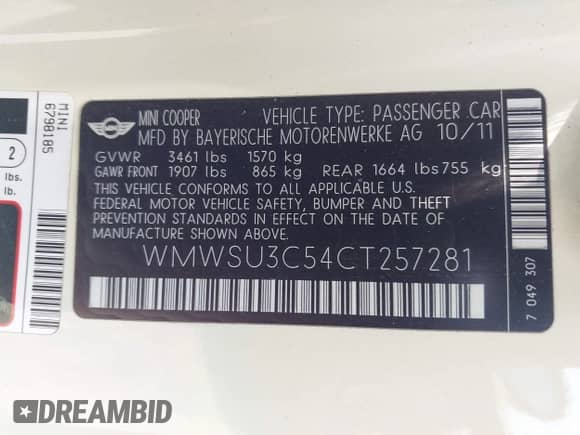 MINI
6798185
2
lbs.
lb.
MINI
MINI COOPER VEHICLE TYPE: PASSENGER CAR
MFD BY BAYERISCHE MOTORENWERKE AG 10/11
GVWR 3461 lbs 1570 kg
GAWR FRONT 1907 lbs 865 kg REAR 1664 lbs 755 kg
THIS VEHICLE CONFORMS TO ALL APPLICABLE U.S.
FEDERAL MOTOR VEHICLE SAFETY, BUMPER AND THEFT
PREVENTION STANDARDS IN EFFECT ON THE DATE OF
MANUFACTURE SHOWN ABOVE.
WMWSU3C54CT257281
7 049 307
DREAMBID